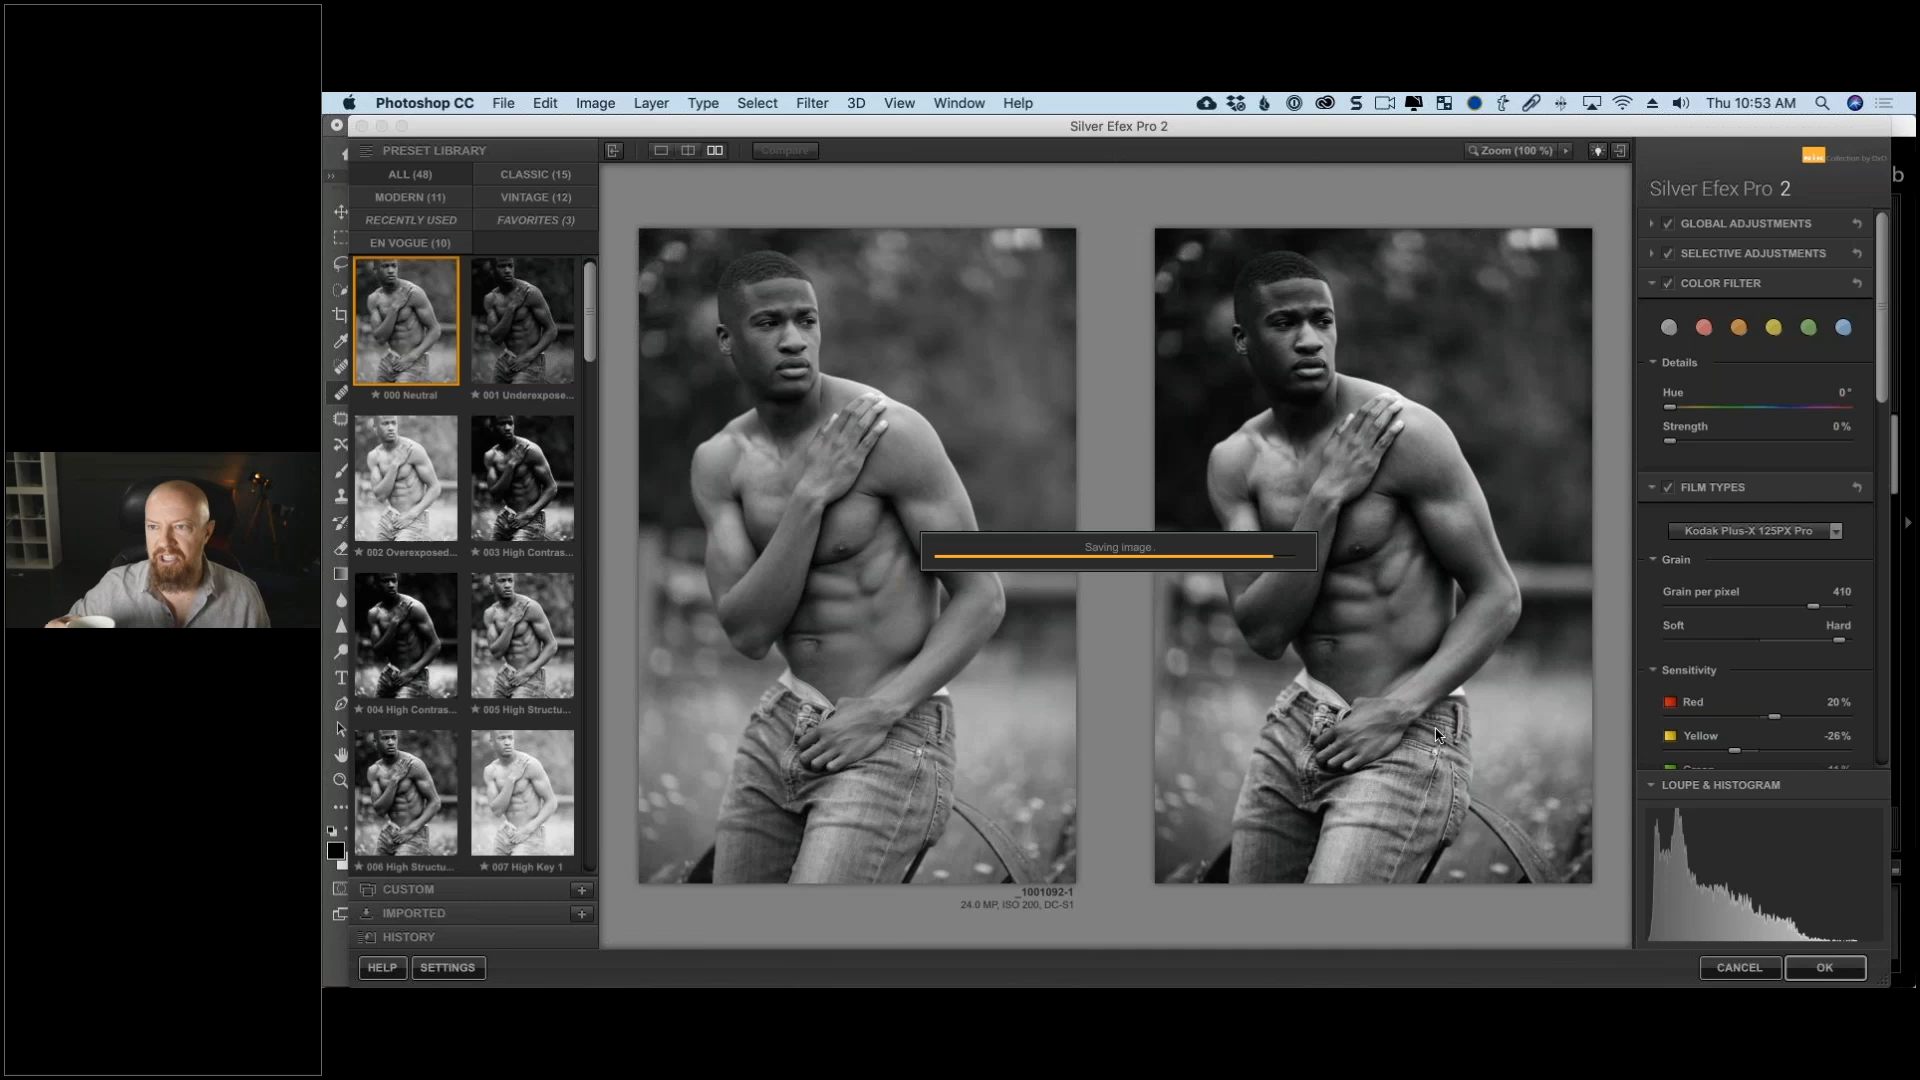 Photoshop CC File Edit Image Layer Type Select Filter 3D View Window Help Thu 10:53 AM
Silver Efex Pro 2
PRESET LIBRARY
Compare
Zoom (100 %)
ALL (48) CLASSIC (15)
MODERN (11) VINTAGE (12)
RECENTLY USED FAVORITES (3)
EN VOGUE (10)
000 Neutral 001 Underexpose...
002 Overexposed... 003 High Contras...
004 High Contras... 005 High Structu...
006 High Structu... 007 High Key 1
CUSTOM
IMPORTED
HISTORY
HELP SETTINGS
Saving image.
_1001092-1
24.0 MP, ISO 200, DC-S1
Nik Collection by DxO
Silver Efex Pro 2
GLOBAL ADJUSTMENTS
SELECTIVE ADJUSTMENTS
COLOR FILTER
Details
Hue 0°
Strength 0%
FILM TYPES
Kodak Plus-X 125PX Pro
Grain
Grain per pixel 410
Soft Hard
Sensitivity
Red 20%
Yellow -26%
LOUPE & HISTOGRAM
CANCEL OK